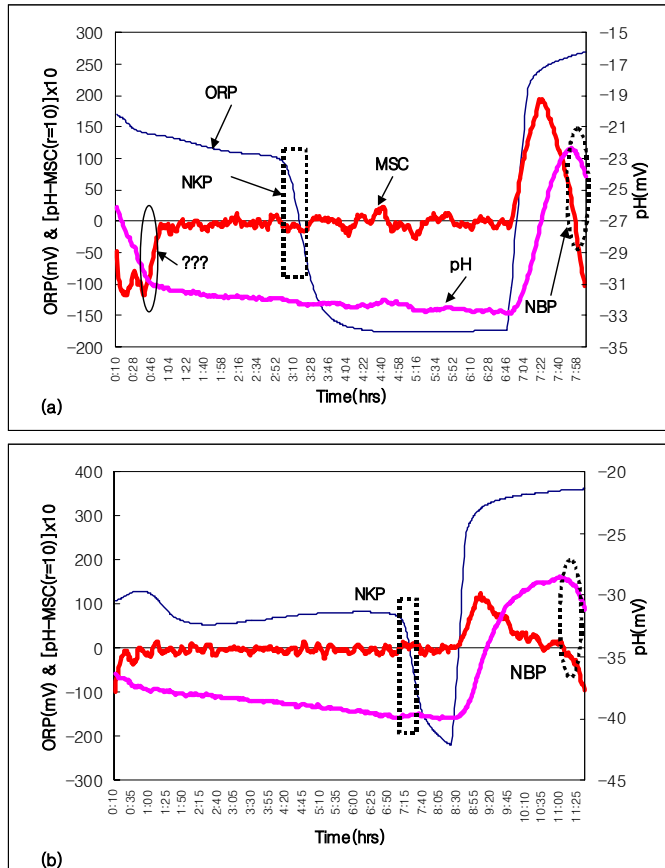 ORP(mV) & [pH-MSC(r=10)]x10
300
250
200
150
100
50
0
-50
-100
-150
-200
ORP
NKP
MSC
???
pH
NBP
-15
-17
-19
-21
-23
-25
-27
-29
-31
-33
-35
pH(mV)
0:10 0:28 0:46 1:04 1:22 1:40 1:58 2:16 2:34 2:52 3:10 3:28 3:46 4:04 4:22 4:40 4:58 5:16 5:34 5:52 6:10 6:28 6:46 7:04 7:22 7:40 7:58
Time(hrs)
(a)
ORP(mV) & [pH-MSC(r=10)]x10
400
300
200
100
0
-100
-200
-300
NKP
NBP
-20
-25
-30
-35
-40
-45
pH(mV)
0:10 0:35 1:00 1:25 1:50 2:15 2:40 3:05 3:30 3:55 4:20 4:45 5:10 5:35 6:00 6:25 6:50 7:15 7:40 8:05 8:30 8:55 9:20 9:45 10:10 10:35 11:00 11:25
Time(hrs)
(b)